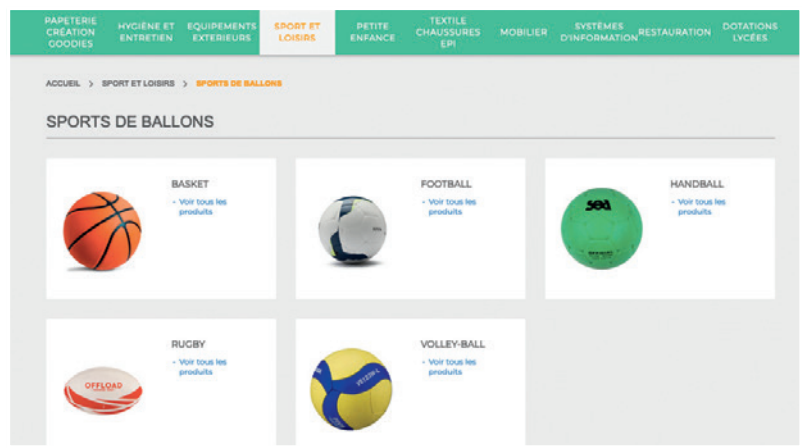 PAPETERIE
CRÉATION
GOODIES
HYGIÈNE ET
ENTRETIEN
EQUIPEMENTS
EXTERIEURS
SPORT ET
LOISIRS
PETITE
ENFANCE
TEXTILE
CHAUSSURES
EPI
MOBILIER
SYSTÈMES
D'INFORMATION
RESTAURATION
DOTATIONS
LYCÉES
ACCUEIL > SPORT ET LOISIRS > SPORTS DE BALLONS
SPORTS DE BALLONS
BASKET
- Voir tous les
produits
FOOTBALL
- Voir tous les
produits
sea
HANDBALL
- Voir tous les
produits
OFFLOAD
RUGBY
- Voir tous les
produits
VOLLEY-BALL
- Voir tous les
produits